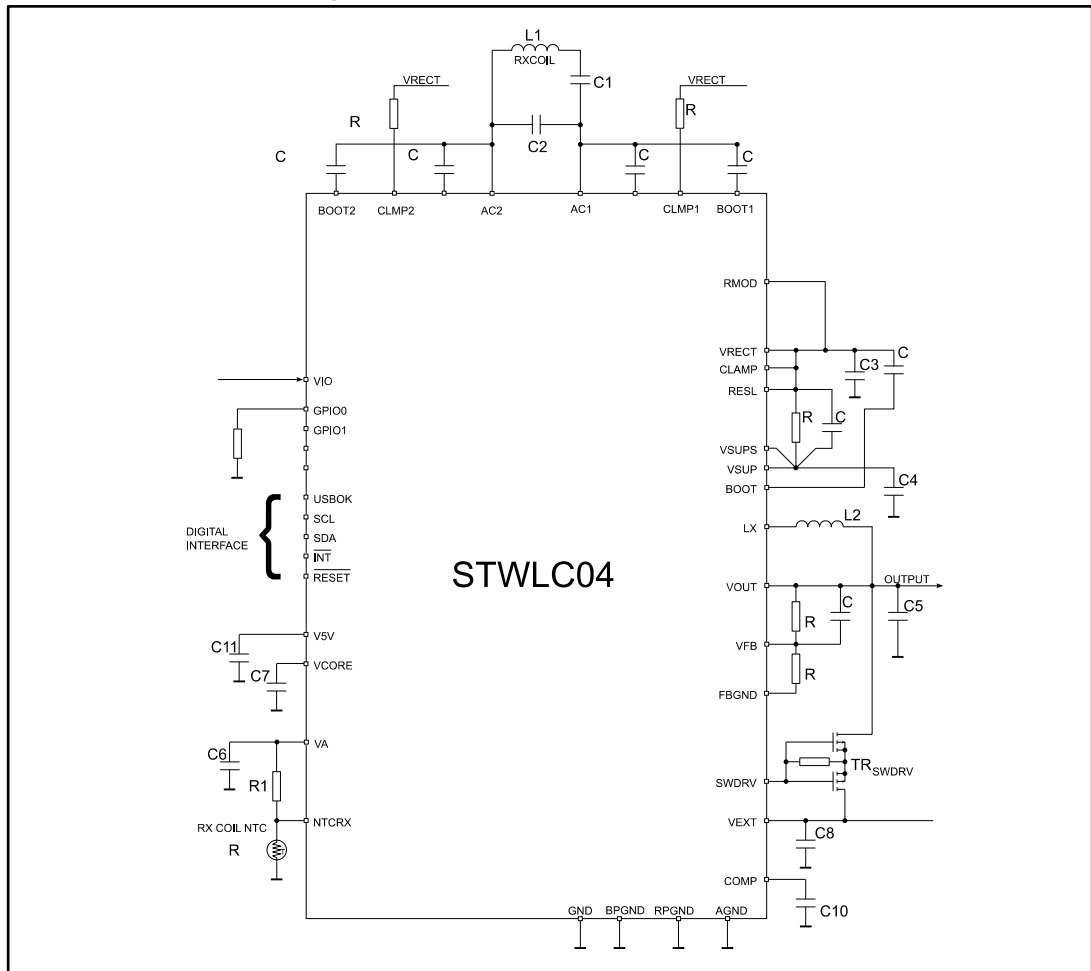 L1
RXCOIL
VRECT
C1
VRECT
R
R
C2
C
C
C
C
BOOT2
CLMP2
AC2
AC1
CLMP1
BOOT1
RMOD
VRECT
C3
C
CLAMP
RESL
R
C
VSUPS
VSUP
C4
BOOT
LX
L2
VOUT
OUTPUT
C
C5
R
VFB
R
FBGND
TR SWDRV
SWDRV
VEXT
C8
COMP
C10
VIO
GPIO0
GPIO1
USBOK
SCL
DIGITAL
INTERFACE
{
SDA
INT
RESET
STWLC04
V5V
C11
VCORE
C7
VA
C6
R1
NTCRX
RX COIL NTC
R
T
GND
BPGND
RPGND
AGND